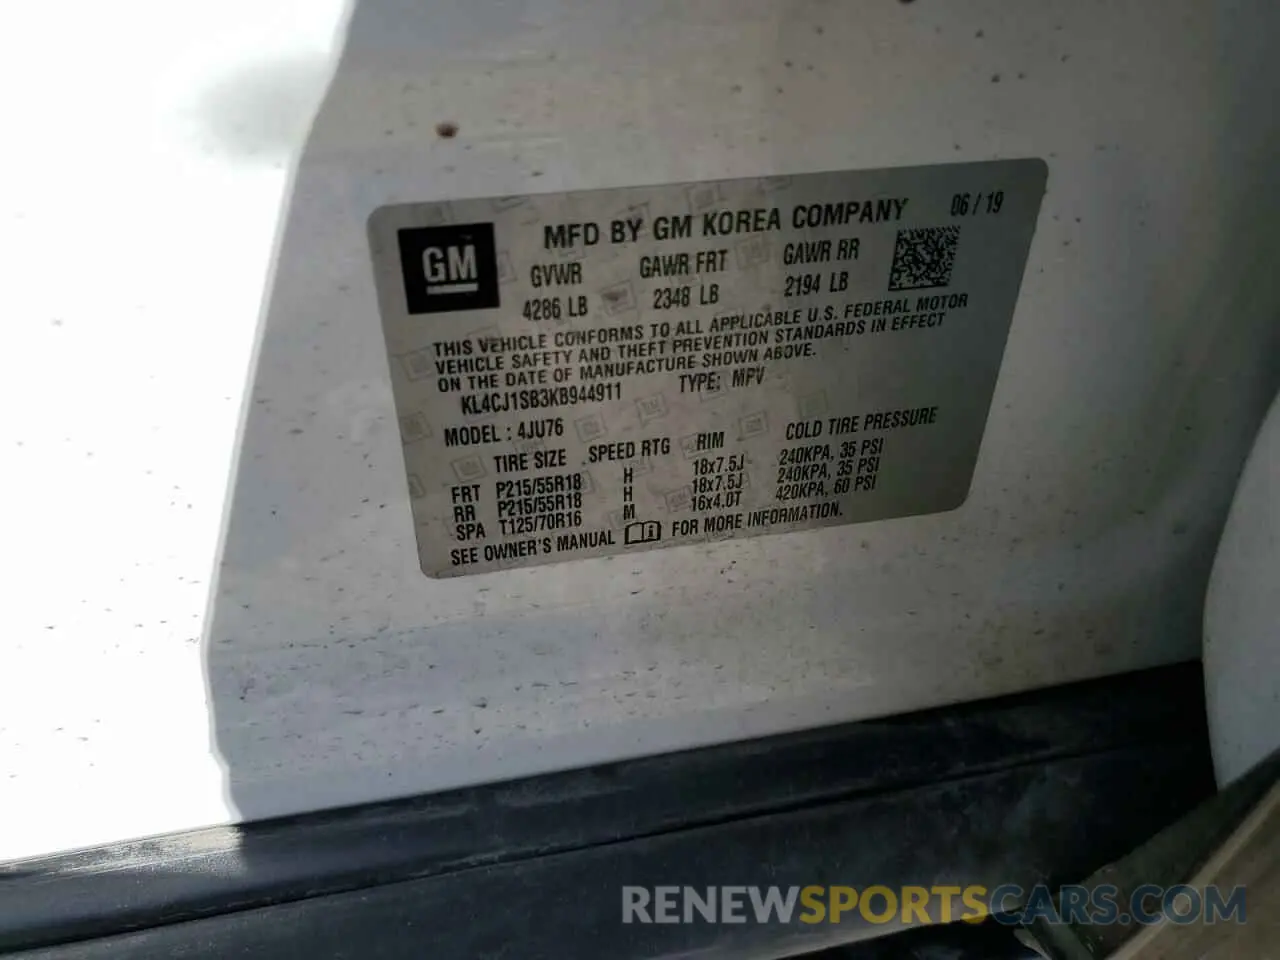 GM
MFD BY GM KOREA COMPANY 06 / 19
GVWR GAWR FRT GAWR RR
4286 LB 2348 LB 2194 LB
THIS VEHICLE CONFORMS TO ALL APPLICABLE U.S. FEDERAL MOTOR
VEHICLE SAFETY AND THEFT PREVENTION STANDARDS IN EFFECT
ON THE DATE OF MANUFACTURE SHOWN ABOVE.
KL4CJ1SB3KB944911 TYPE: MPV
MODEL : 4JU76
TIRE SIZE SPEED RTG RIM COLD TIRE PRESSURE
FRT P215/55R18 H 18x7.5J 240KPA, 35 PSI
RR P215/55R18 H 18x7.5J 240KPA, 35 PSI
SPA T125/70R16 M 16x4.0T 420KPA, 60 PSI
SEE OWNER'S MANUAL i FOR MORE INFORMATION.
RENEWSPORTSCARS.COM